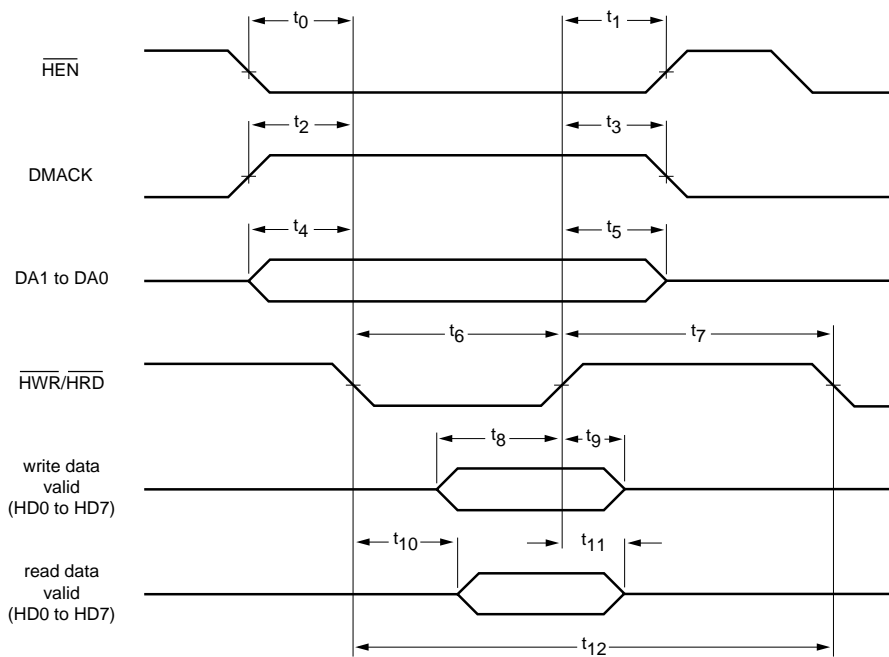 t0
t1
HEN
t2
t3
DMACK
t4
t5
DA1 to DA0
t6
t7
HWR/HRD
t8
t9
write data
valid
(HD0 to HD7)
t10
t11
read data
valid
(HD0 to HD7)
t12